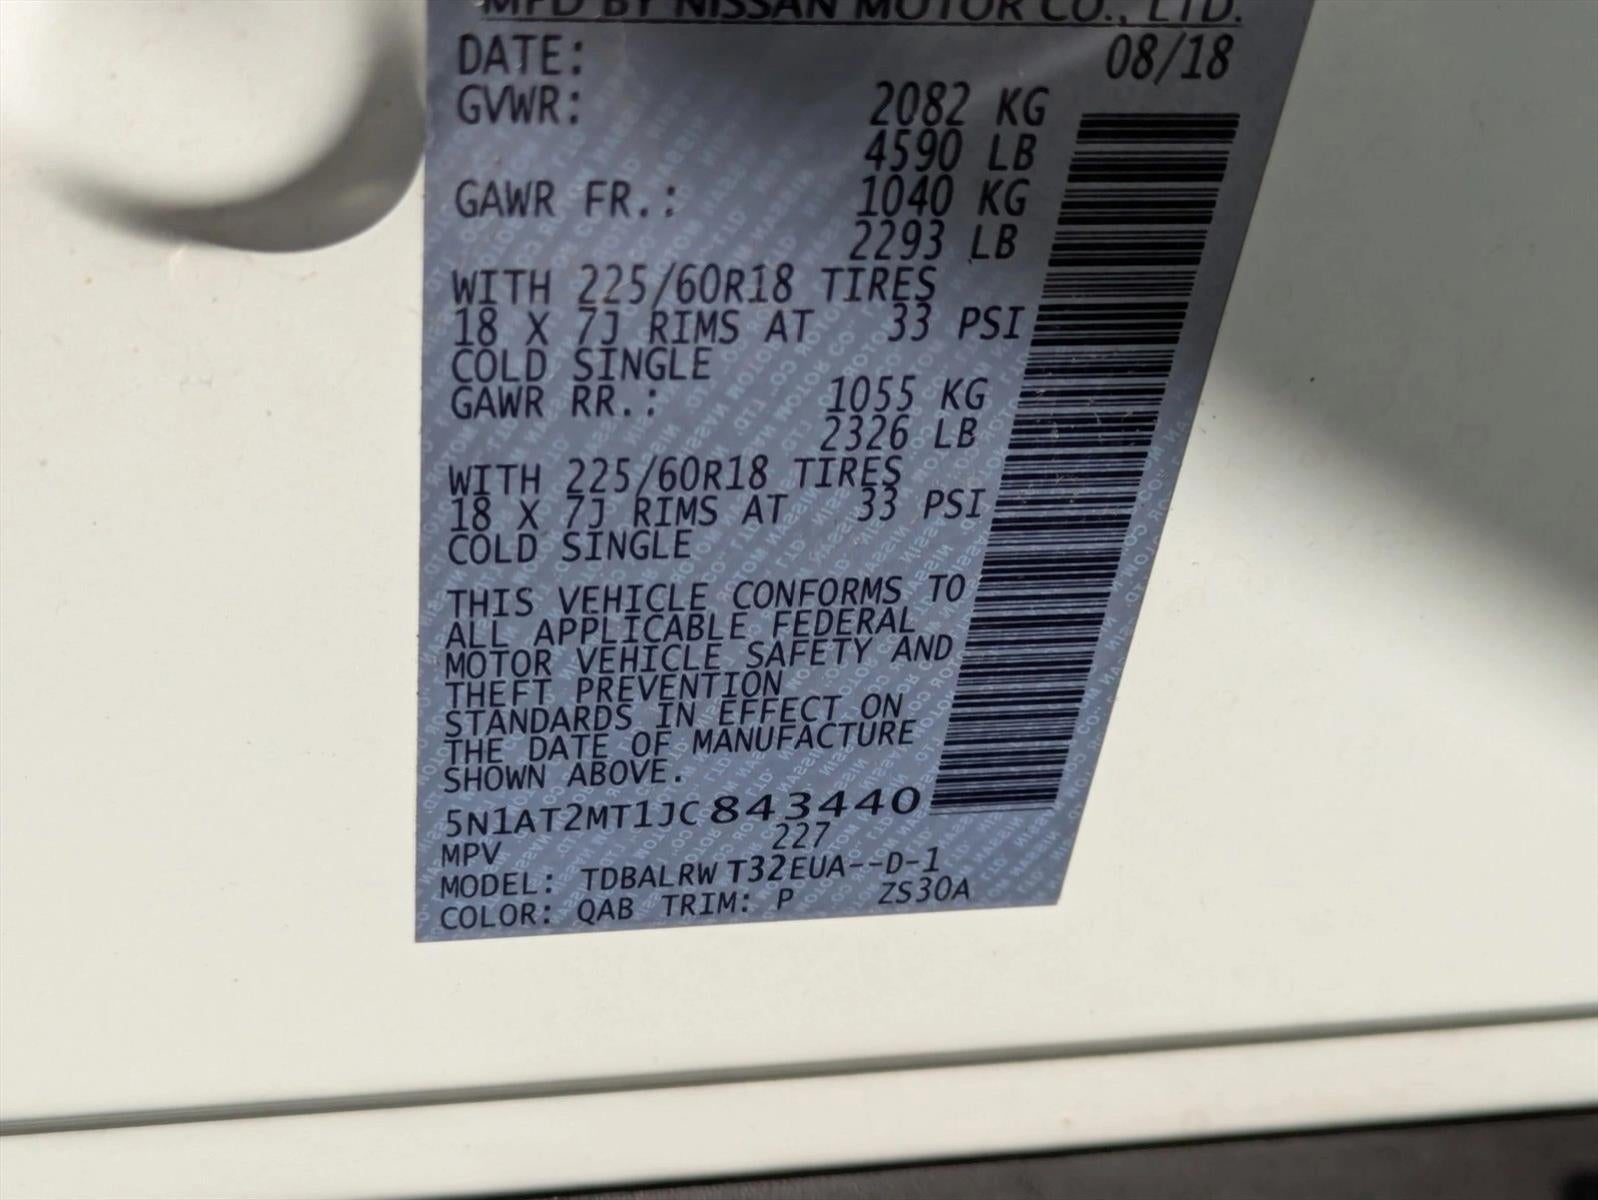 MFD BY NISSAN MOTOR CO., LTD.
DATE: 08/18
GVWR: 2082 KG
4590 LB
GAWR FR.: 1040 KG
2293 LB
WITH 225/60R18 TIRES
18 X 7J RIMS AT 33 PSI
COLD SINGLE
GAWR RR.: 1055 KG
2326 LB
WITH 225/60R18 TIRES
18 X 7J RIMS AT 33 PSI
COLD SINGLE
THIS VEHICLE CONFORMS TO
ALL APPLICABLE FEDERAL
MOTOR VEHICLE SAFETY AND
THEFT PREVENTION
STANDARDS IN EFFECT ON
THE DATE OF MANUFACTURE
SHOWN ABOVE.
5N1AT2MT1JC843440
MPV 227
MODEL: TDBALRW T32EUA--D-1
COLOR: QAB TRIM: P ZS30A